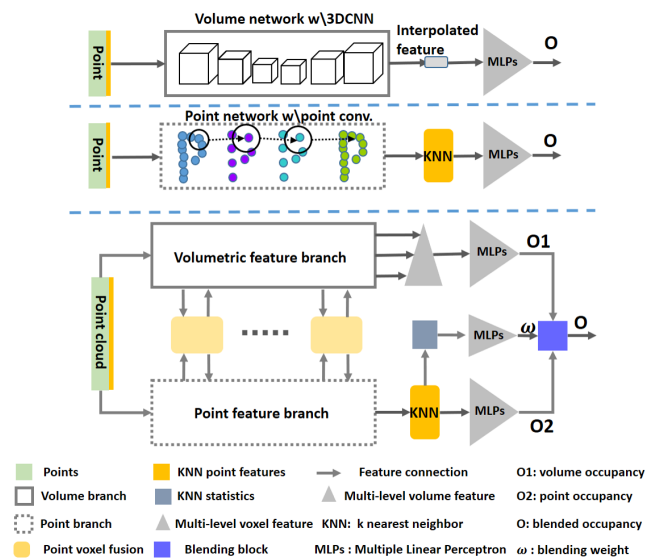 Volume network w\3DCNN
Point
Interpolated
feature
MLPs
O
Point network w\point conv.
Point
KNN
MLPs
O
Volumetric feature branch
MLPs
O1
Point cloud
MLPs
ω
O
Point feature branch
KNN
MLPs
O2
Points
KNN point features
Feature connection
O1: volume occupancy
Volume branch
KNN statistics
Multi-level volume feature
O2: point occupancy
Point branch
Multi-level voxel feature
KNN: k nearest neighbor
O: blended occupancy
Point voxel fusion
Blending block
MLPs : Multiple Linear Perceptron
ω : blending weight